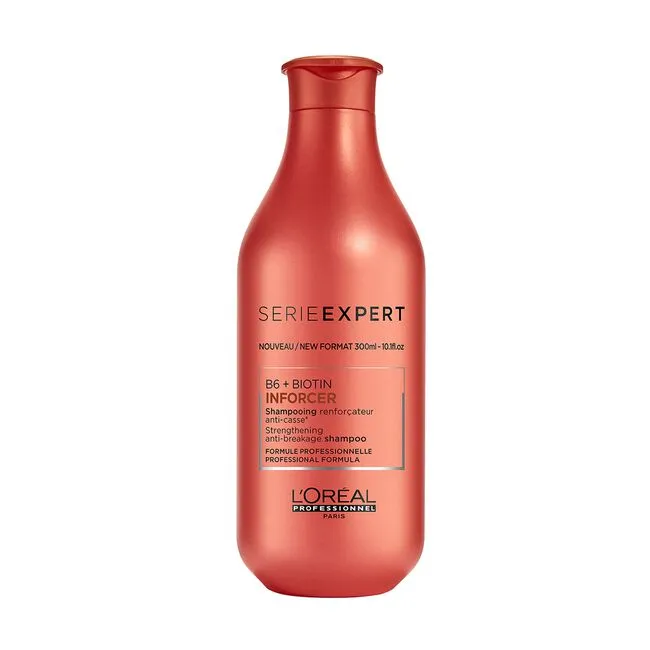 SERIEEXPERT
NOUVEAU / NEW FORMAT 300ml - 10.1fl.oz
B6 + BIOTIN
INFORCER
Shampooing renforçateur
anti-casse*
Strengthening
anti-breakage shampoo
FORMULE PROFESSIONNELLE
PROFESSIONAL FORMULA
L'ORÉAL
PROFESSIONNEL
PARIS